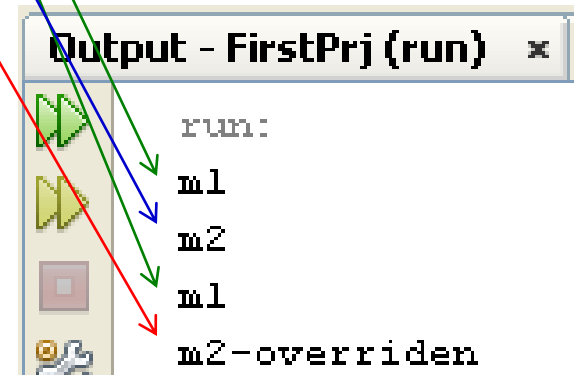 Output - FirstPrj (run) x
run:
m1
m2
m1
m2-overriden